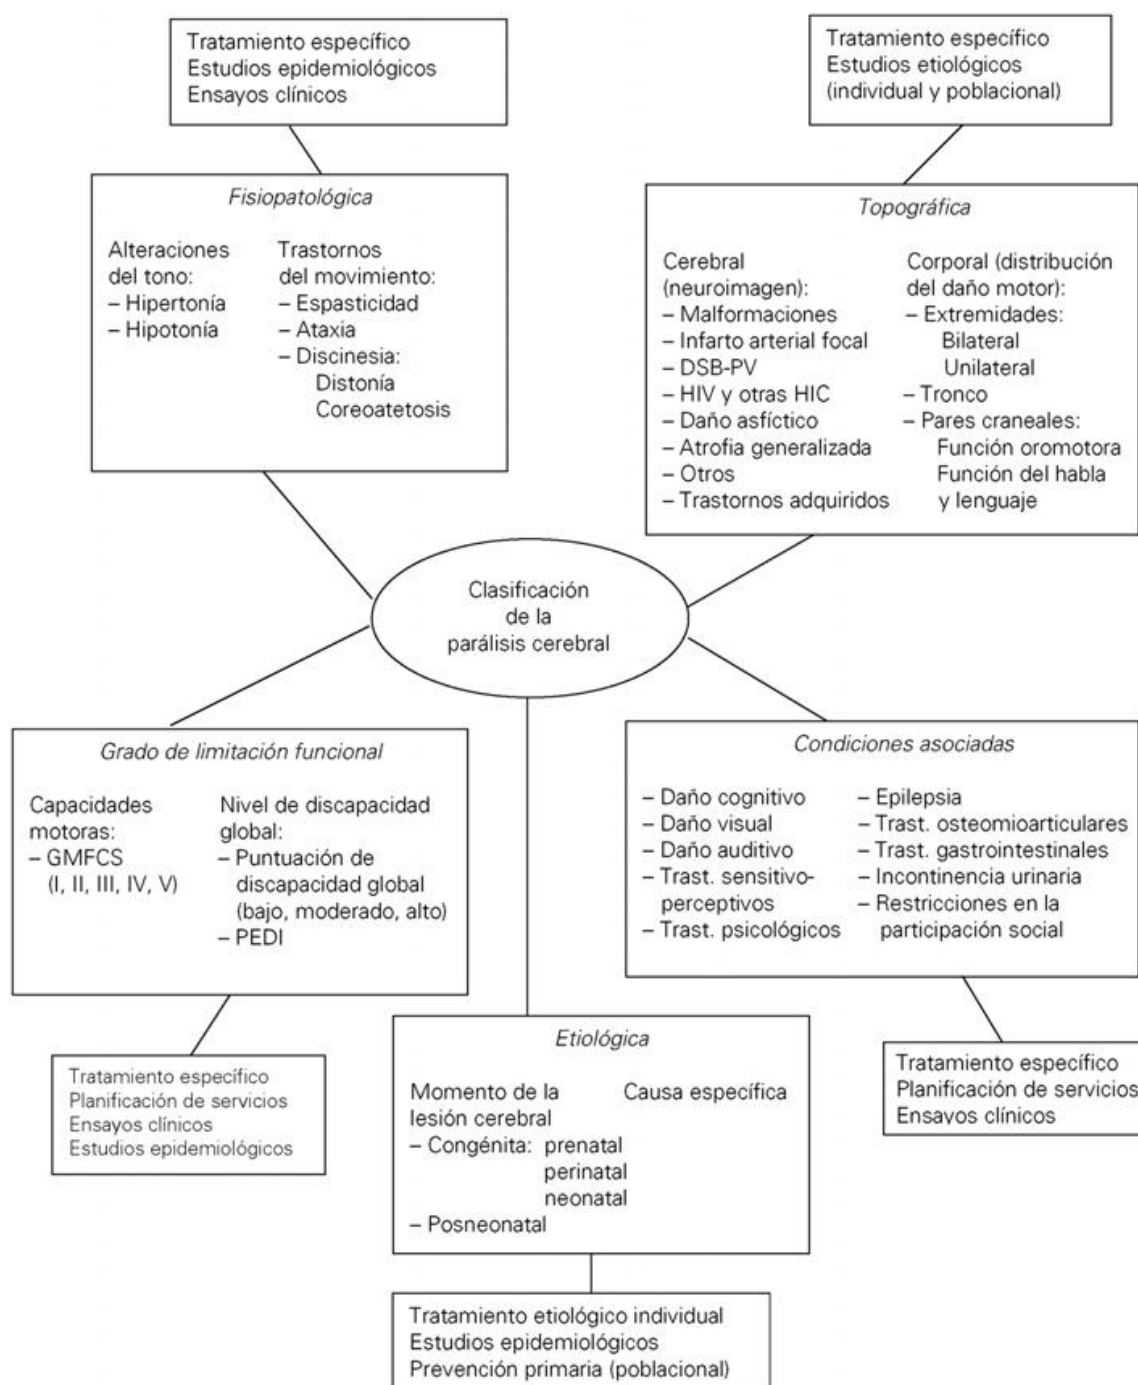 Tratamiento específico
Estudios epidemiológicos
Ensayos clínicos
Tratamiento específico
Estudios etiológicos
(individual y poblacional)
Fisiopatológica
Alteraciones
del tono:
– Hipertonía
– Hipotonía
Trastornos
del movimiento:
– Espasticidad
– Ataxia
– Discinesia:
Distonía
Coreoatetosis
Topográfica
Cerebral
(neuroimagen):
– Malformaciones
– Infarto arterial focal
– DSB-PV
– HIV y otras HIC
– Daño asfíctico
– Atrofia generalizada
– Otros
– Trastornos adquiridos
Corporal (distribución
del daño motor):
– Extremidades:
Bilateral
Unilateral
– Tronco
– Pares craneales:
Función oromotora
Función del habla
y lenguaje
Clasificación
de la
parálisis cerebral
Grado de limitación funcional
Capacidades
motoras:
– GMFCS
(I, II, III, IV, V)
Nivel de discapacidad
global:
– Puntuación de
discapacidad global
(bajo, moderado, alto)
– PEDI
Condiciones asociadas
– Daño cognitivo
– Daño visual
– Daño auditivo
– Trast. sensitivo-
perceptivos
– Trast. psicológicos
– Epilepsia
– Trast. osteomioarticulares
– Trast. gastrointestinales
– Incontinencia urinaria
– Restricciones en la
participación social
Tratamiento específico
Planificación de servicios
Ensayos clínicos
Estudios epidemiológicos
Etiológica
Momento de la
lesión cerebral
– Congénita: prenatal
perinatal
neonatal
– Posneonatal
Causa específica
Tratamiento específico
Planificación de servicios
Ensayos clínicos
Tratamiento etiológico individual
Estudios epidemiológicos
Prevención primaria (poblacional)